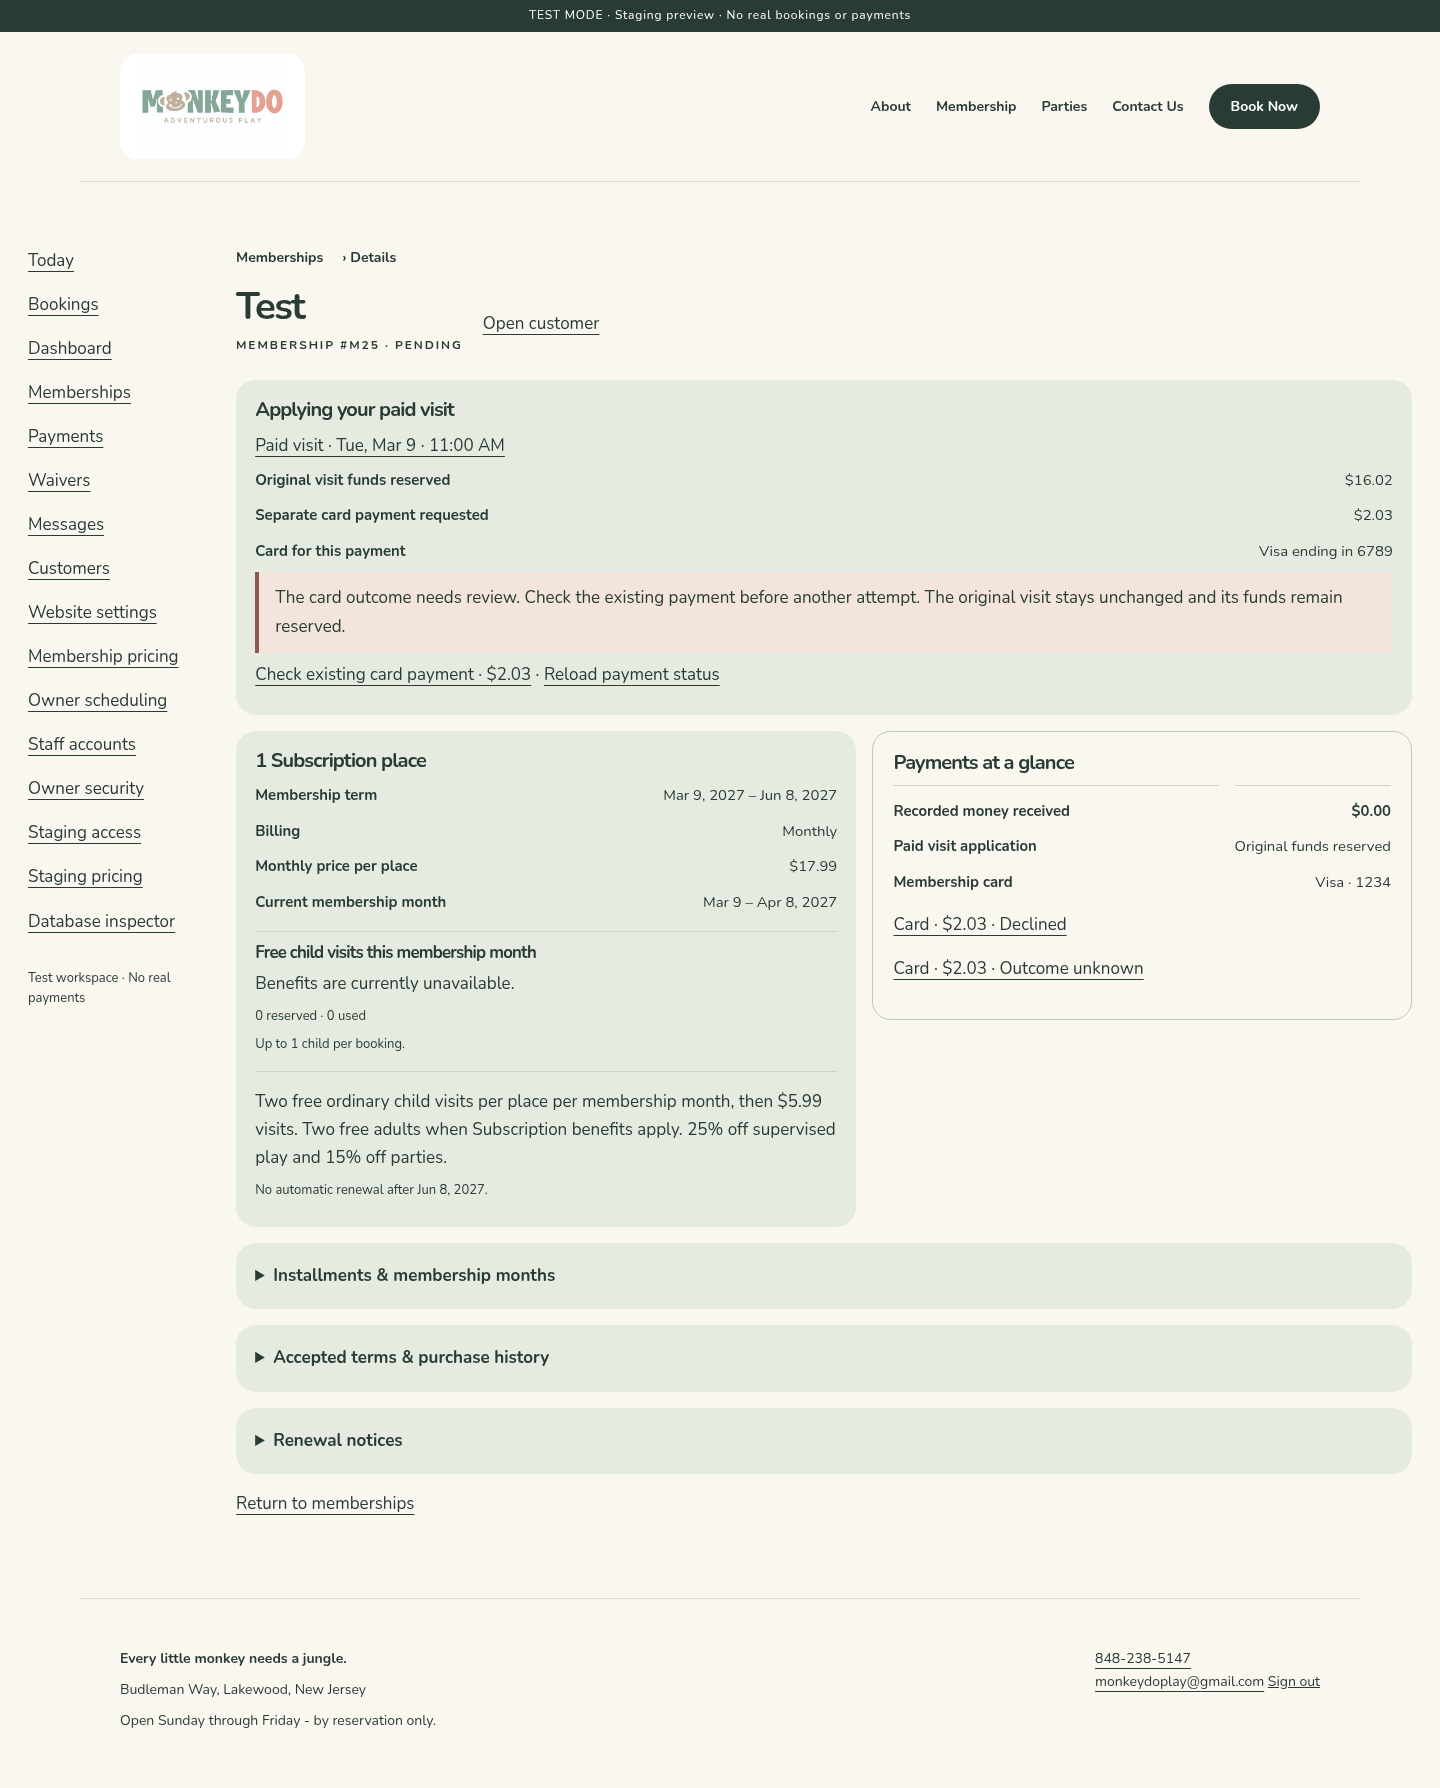 TEST MODE · Staging preview · No real bookings or payments
MONKEYDO
ADVENTUROUS PLAY
About Membership Parties Contact Us Book Now
Today
Bookings
Dashboard
Memberships
Payments
Waivers
Messages
Customers
Website settings
Membership pricing
Owner scheduling
Staff accounts
Owner security
Staging access
Staging pricing
Database inspector
Test workspace · No real
payments
Memberships › Details
Test
MEMBERSHIP #M25 · PENDING
Open customer
Applying your paid visit
Paid visit · Tue, Mar 9 · 11:00 AM
Original visit funds reserved $16.02
Separate card payment requested $2.03
Card for this payment Visa ending in 6789
The card outcome needs review. Check the existing payment before another attempt. The original visit stays unchanged and its funds remain
reserved.
Check existing card payment · $2.03 · Reload payment status
1 Subscription place
Membership term Mar 9, 2027 – Jun 8, 2027
Billing Monthly
Monthly price per place $17.99
Current membership month Mar 9 – Apr 8, 2027
Free child visits this membership month
Benefits are currently unavailable.
0 reserved · 0 used
Up to 1 child per booking.
Two free ordinary child visits per place per membership month, then $5.99
visits. Two free adults when Subscription benefits apply. 25% off supervised
play and 15% off parties.
No automatic renewal after Jun 8, 2027.
Payments at a glance
Recorded money received $0.00
Paid visit application Original funds reserved
Membership card Visa · 1234
Card · $2.03 · Declined
Card · $2.03 · Outcome unknown
Installments & membership months
Accepted terms & purchase history
Renewal notices
Return to memberships
Every little monkey needs a jungle.
Budleman Way, Lakewood, New Jersey
Open Sunday through Friday - by reservation only.
848-238-5147
monkeydoplay@gmail.com Sign out